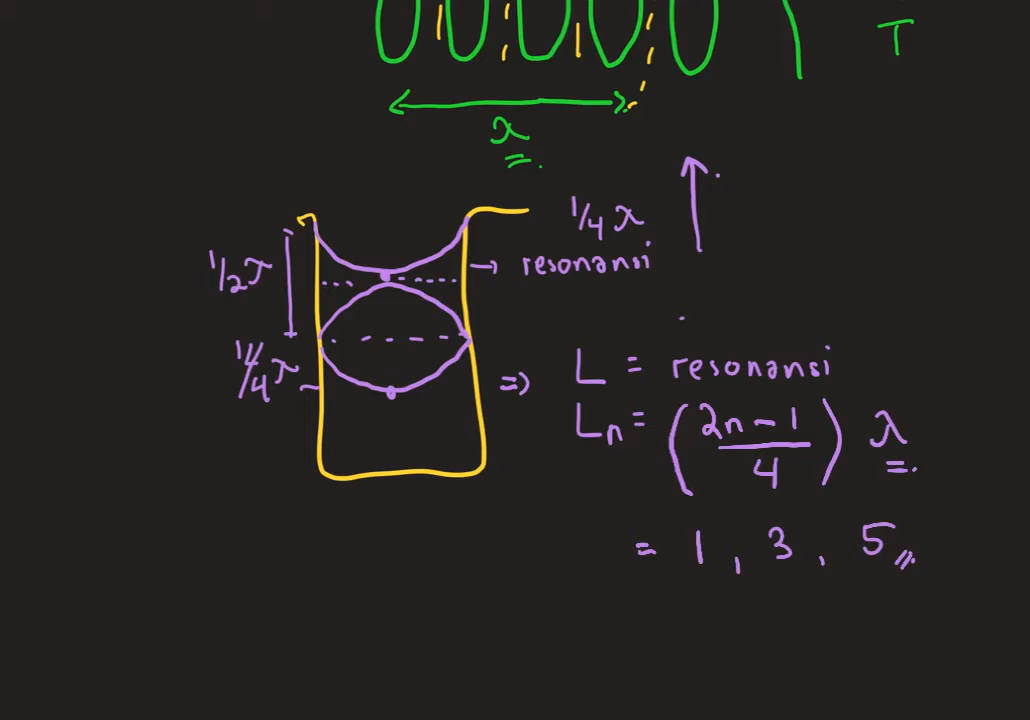 T
λ
1/4 λ
→ resonansi
1/2 λ
1/4 λ
⇒ L = resonansi
Ln = (2n - 1 / 4) λ
= 1, 3, 5